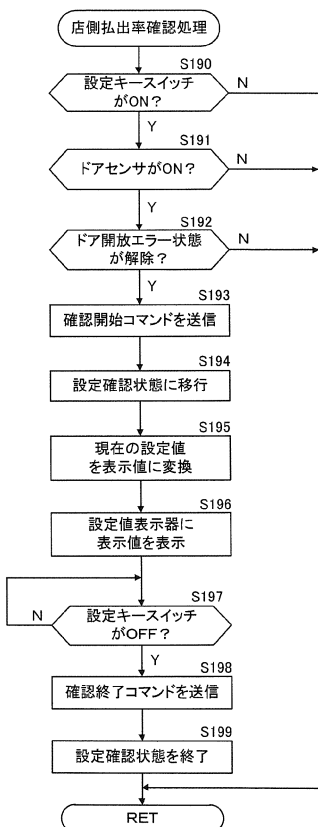 店側払出率確認処理
S190
設定キースイッチ
がON？
N
Y
S191
ドアセンサがON？
N
Y
S192
ドア開放エラー状態
が解除？
N
Y
S193
確認開始コマンドを送信
S194
設定確認状態に移行
S195
現在の設定値
を表示値に変換
S196
設定値表示器に
表示値を表示
S197
設定キースイッチ
がOFF？
N
Y
S198
確認終了コマンドを送信
S199
設定確認状態を終了
RET